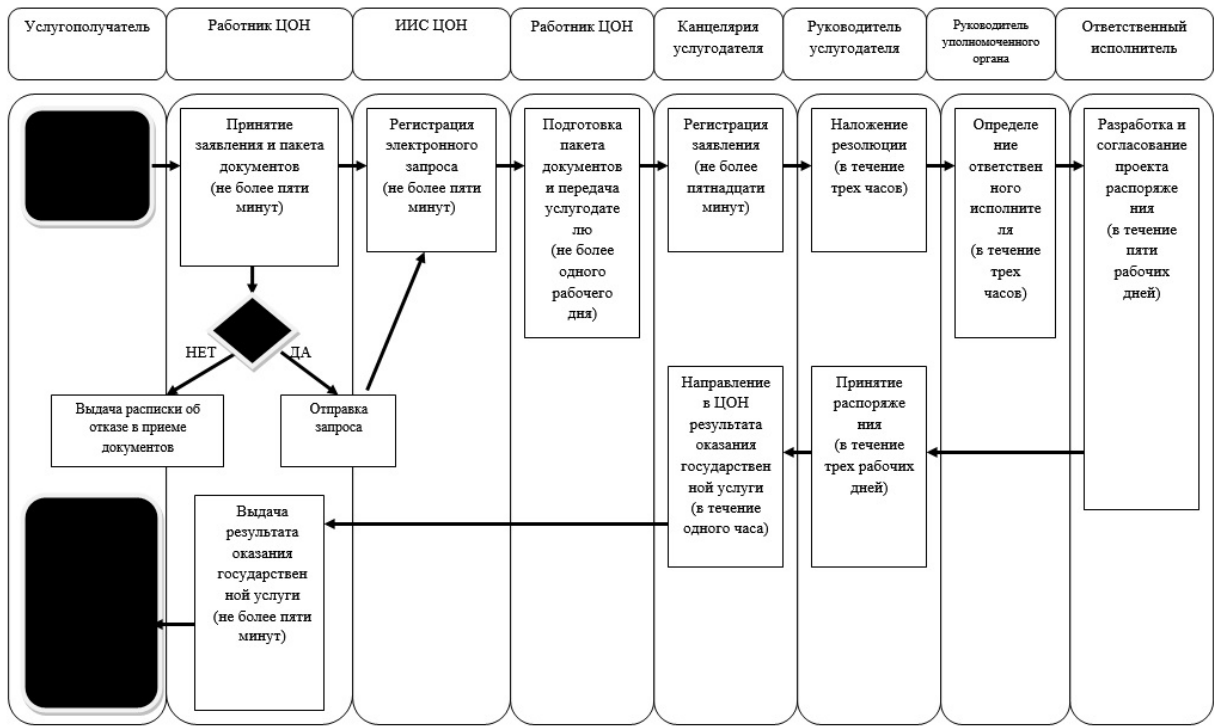 Услугополучатель
Работник ЦОН
ИИС ЦОН
Работник ЦОН
Канцелярия
услугодателя
Руководитель
услугодателя
Руководитель
уполномоченного
органа
Ответственный
исполнитель
Принятие
заявления и пакета
документов
(не более пяти
минут)
Регистрация
электронного
запроса
(не более пяти
минут)
Подготовка
пакета
документов
и передача
услугодате
лю
(не более
одного
рабочего
дня)
Регистрация
заявления
(не более
пятнадцати
минут)
Наложение
резолюции
(в течение
трех часов)
Определе
ние
ответствен
ного
исполните
ля
(в течение
трех
часов)
Разработка и
согласование
проекта
распоряже
ния
(в течение
пяти
рабочих
дней)
НЕТ
ДА
Выдача расписки об
отказе в приеме
документов
Отправка
запроса
Направление
в ЦОН
результата
оказания
государствен
ной услуги
(в течение
одного часа)
Принятие
распоряже
ния
(в течение
трех рабочих
дней)
Выдача
результата
оказания
государствен
ной услуги
(не более пяти
минут)